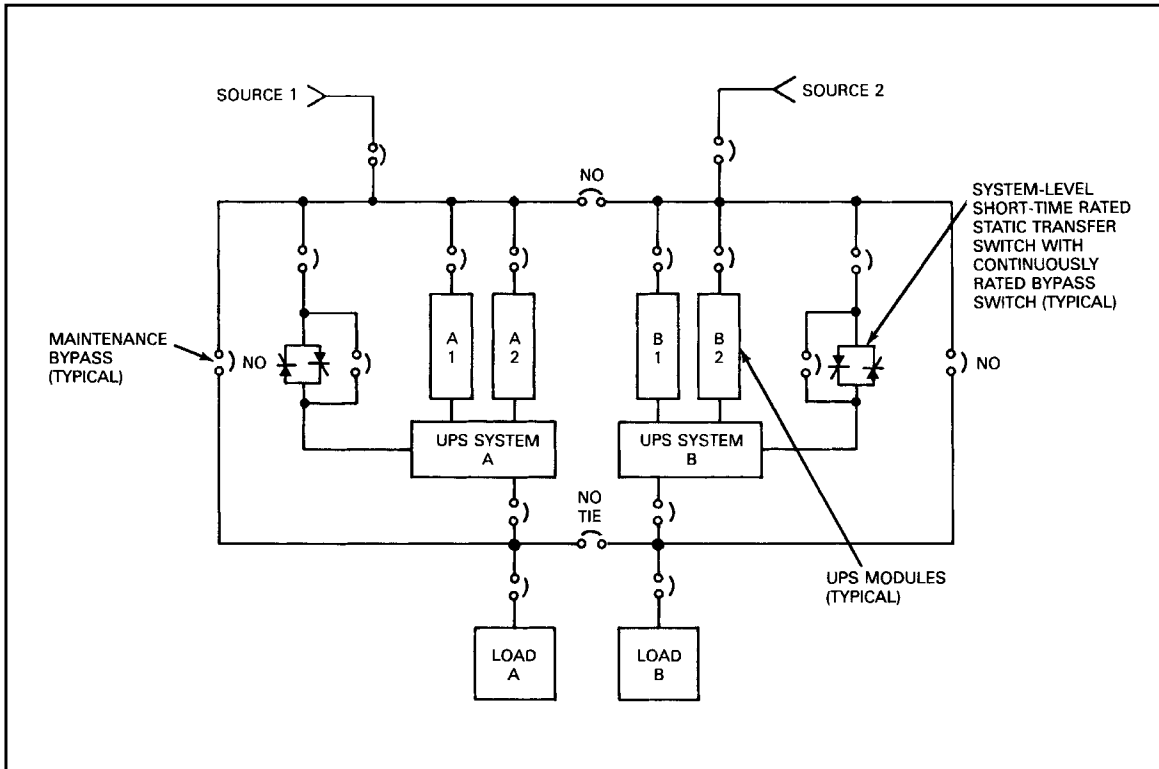 SOURCE 1
SOURCE 2
NO
SYSTEM-LEVEL
SHORT-TIME RATED
STATIC TRANSFER
SWITCH WITH
CONTINUOUSLY
RATED BYPASS
SWITCH (TYPICAL)
MAINTENANCE
BYPASS
(TYPICAL)
NO
A
1
A
2
B
1
B
2
NO
UPS SYSTEM
A
UPS SYSTEM
B
NO
TIE
UPS MODULES
(TYPICAL)
LOAD
A
LOAD
B